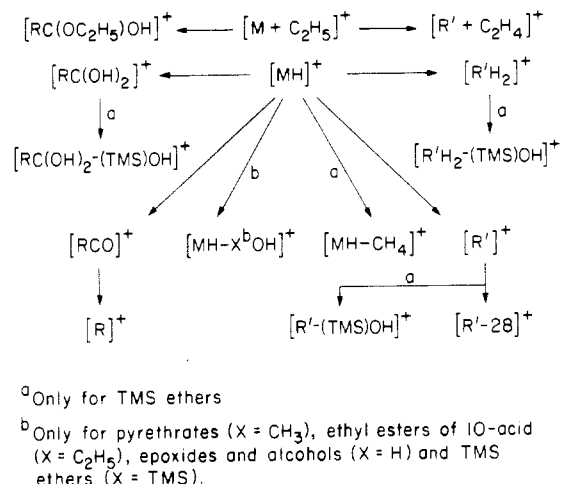 [RC(OC₂H₅)OH]⁺ [M + C₂H₅]⁺ [R′ + C₂H₄]⁺
[RC(OH)₂]⁺ [MH]⁺ [R′H₂]⁺
a a
[RC(OH)₂-(TMS)OH]⁺ [R′H₂-(TMS)OH]⁺
b a
[RCO]⁺ [MH-XᵇOH]⁺ [MH-CH₄]⁺ [R′]⁺
a
[R]⁺ [R′-(TMS)OH]⁺ [R′-28]⁺
ᵃOnly for TMS ethers
ᵇOnly for pyrethrates (X = CH₃), ethyl esters of 10-acid
(X = C₂H₅), epoxides and alcohols (X = H) and TMS
ethers (X = TMS).